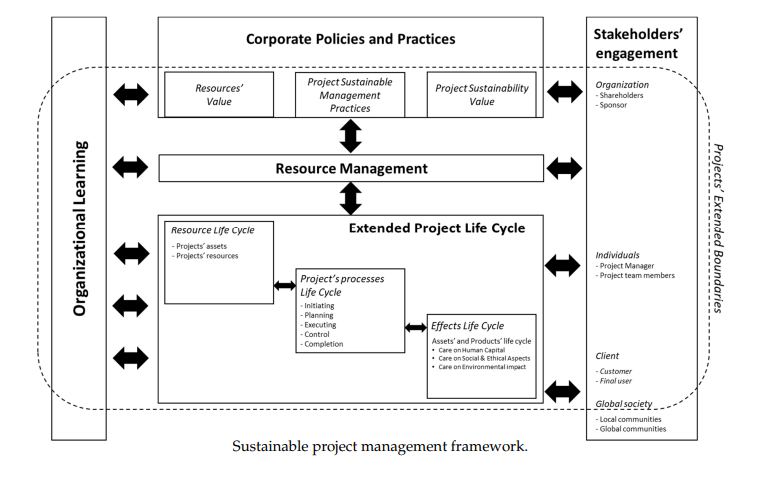 Corporate Policies and Practices
Resources'
Value
Project Sustainable
Management
Practices
Project Sustainability
Value
Stakeholders'
engagement
Organization
- Shareholders
- Sponsor
Organizational Learning
Resource Management
Projects' Extended Boundaries
Extended Project Life Cycle
Resource Life Cycle
- Projects' assets
- Projects' resources
Project's processes
Life Cycle
- Initiating
- Planning
- Executing
- Control
- Completion
Effects Life Cycle
Assets' and Products' life cycle
• Care on Human Capital
• Care on Social & Ethical Aspects
• Care on Environmental impact
Individuals
- Project Manager
- Project team members
Client
- Customer
- Final user
Global society
- Local communities
- Global communities
Sustainable project management framework.